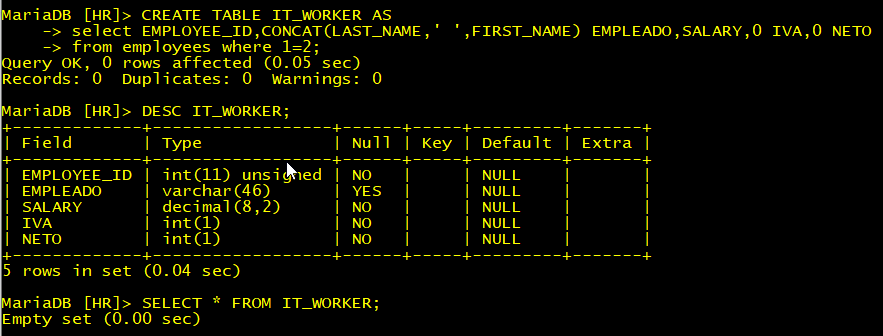 MariaDB [HR]> CREATE TABLE IT_WORKER AS
    -> select EMPLOYEE_ID,CONCAT(LAST_NAME,' ',FIRST_NAME) EMPLEADO,SALARY,0 IVA,0 NETO
    -> from employees where 1=2;
Query OK, 0 rows affected (0.05 sec)
Records: 0  Duplicates: 0  Warnings: 0
MariaDB [HR]> DESC IT_WORKER;
+-------------+------------------+------+-----+---------+-------+
| Field       | Type             | Null | Key | Default | Extra |
+-------------+------------------+------+-----+---------+-------+
| EMPLOYEE_ID | int(11) unsigned | NO   |     | NULL    |       |
| EMPLEADO    | varchar(46)      | YES  |     | NULL    |       |
| SALARY      | decimal(8,2)     | NO   |     | NULL    |       |
| IVA         | int(1)           | NO   |     | NULL    |       |
| NETO        | int(1)           | NO   |     | NULL    |       |
+-------------+------------------+------+-----+---------+-------+
5 rows in set (0.04 sec)
MariaDB [HR]> SELECT * FROM IT_WORKER;
Empty set (0.00 sec)